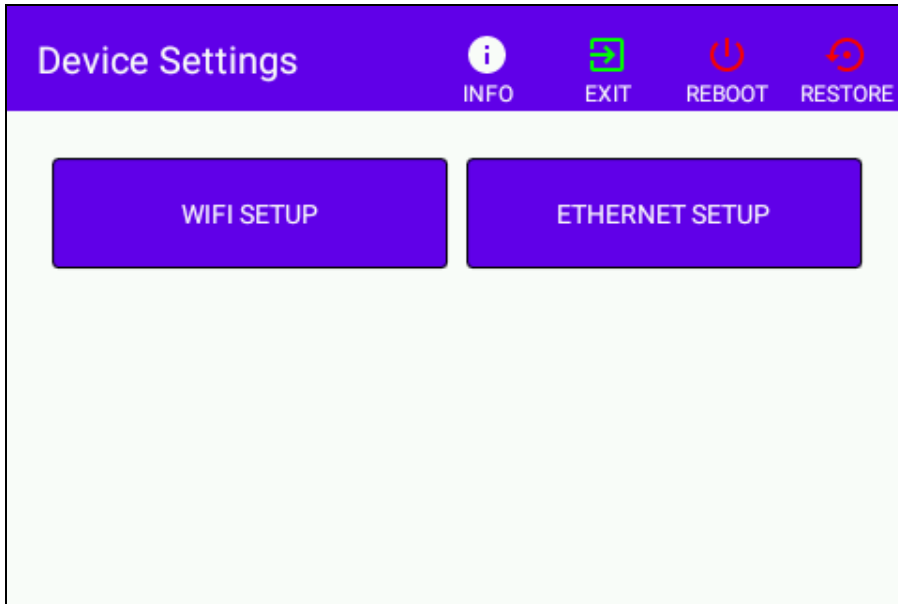 Device Settings
INFO EXIT REBOOT RESTORE
WIFI SETUP ETHERNET SETUP